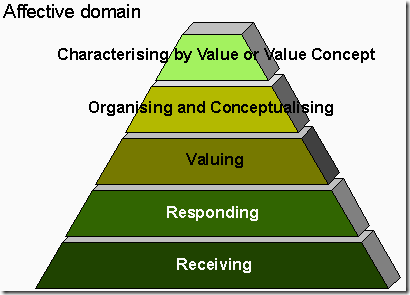 Affective domain
Characterising by Value or Value Concept
Organising and Conceptualising
Valuing
Responding
Receiving